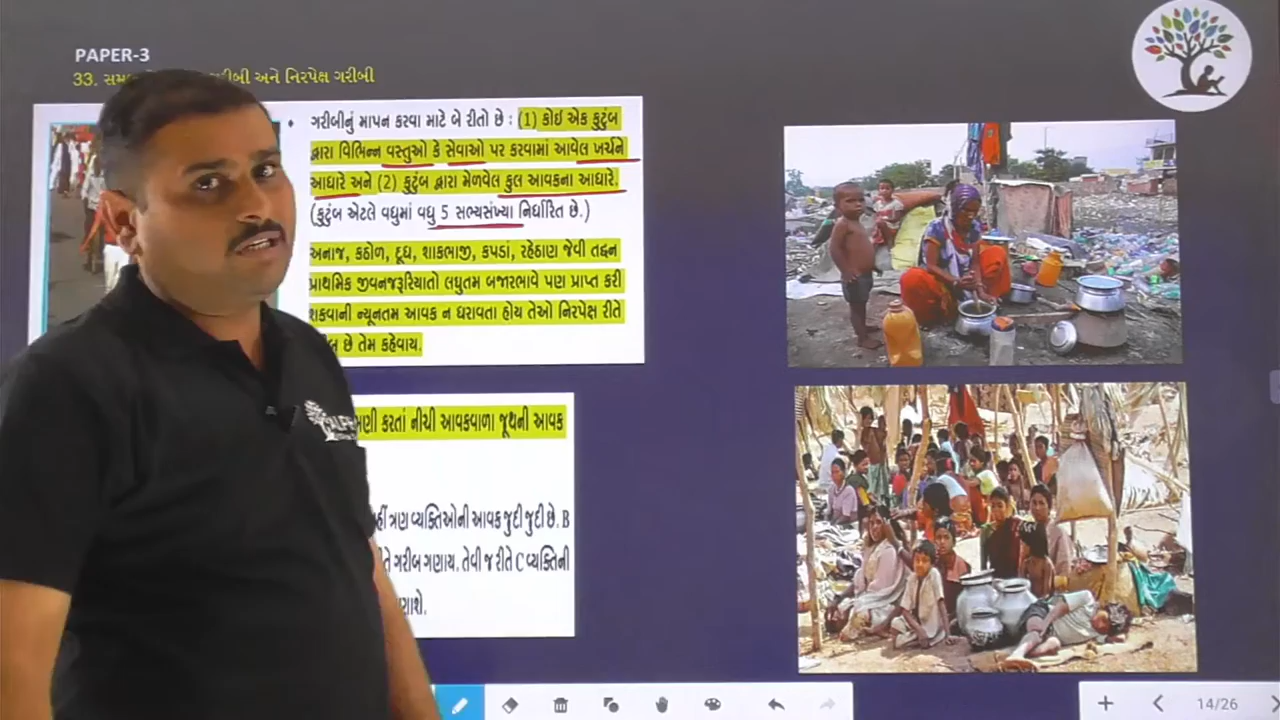 PAPER-3
33. ગરીબી અને નિરપેક્ષ ગરીબી
ગરીબીનું માપન કરવા માટે બે રીતો છે : (1) કોઈ એક કુટુંબ
દ્વારા વિભિન્ન વસ્તુઓ કે સેવાઓ પર કરવામાં આવેલ ખર્ચને
આધારે અને (2) કુટુંબ દ્વારા મેળવેલ કુલ આવકના આધારે.
(કુટુંબ એટલે વધુમાં વધુ 5 સભ્યસંખ્યા નિર્ધારિત છે.)
અનાજ, કઠોળ, દૂધ, શાકભાજી, કપડાં, રહેઠાણ જેવી તદ્દન
પ્રાથમિક જીવનજરૂરિયાતો લઘુતમ બજારભાવે પણ પ્રાપ્ત કરી
શકવાની ન્યૂનતમ આવક ન ધરાવતા હોય તેઓ નિરપેક્ષ રીતે
છે તેમ કહેવાય.
કરતાં નીચી આવકવાળા જૂથની આવક
ત્રણ વ્યક્તિઓની આવક જુદી જુદી છે. B
ગરીબ ગણાય. તેવી જ રીતે C વ્યક્તિની
14/26